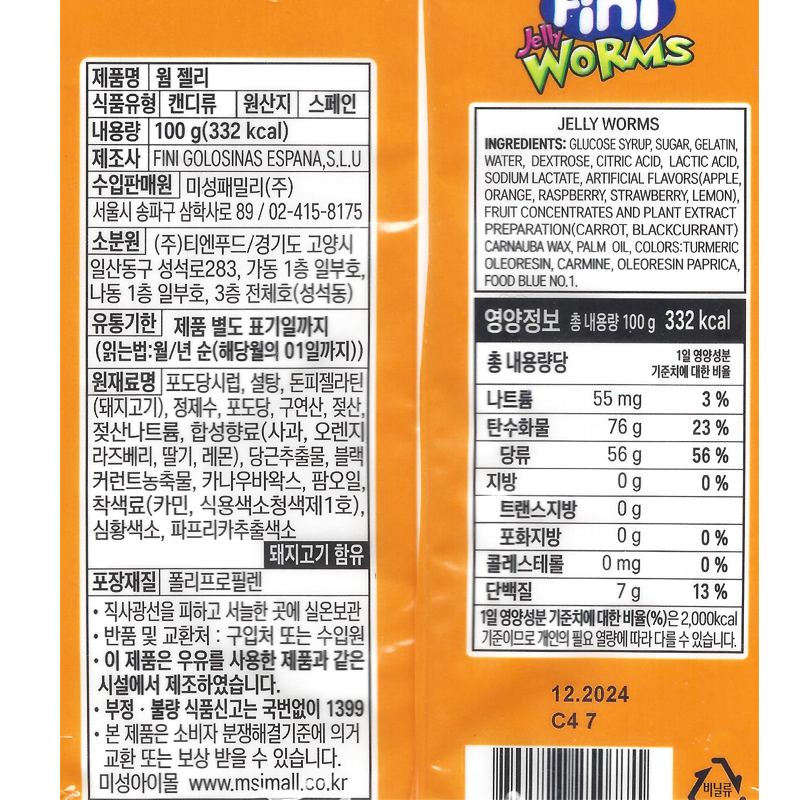 제품명 웜 젤리
식품유형 캔디류 원산지 스페인
내용량 100 g(332 kcal)
제조사 FINI GOLOSINAS ESPANA,S.L.U
수입판매원 미성패밀리(주)
서울시 송파구 삼학사로 89 / 02-415-8175
소분원 (주)티엔푸드/경기도 고양시
일산동구 성석로283, 가동 1층 일부호,
나동 1층 일부호, 3층 전체호(성석동)
유통기한 제품 별도 표기일까지
(읽는법:월/년 순(해당월의 01일까지))
원재료명 포도당시럽, 설탕, 돈피젤라틴
(돼지고기), 정제수, 포도당, 구연산, 젖산,
젖산나트륨, 합성향료(사과, 오렌지
라즈베리, 딸기, 레몬), 당근추출물, 블랙
커런트농축물, 카나우바왁스, 팜오일,
착색료(카민, 식용색소청색제1호),
심황색소, 파프리카추출색소
돼지고기 함유
포장재질 폴리프로필렌
· 직사광선을 피하고 서늘한 곳에 실온보관
· 반품 및 교환처 : 구입처 또는 수입원
· 이 제품은 우유를 사용한 제품과 같은
시설에서 제조하였습니다.
· 부정 · 불량 식품신고는 국번없이 1399
· 본 제품은 소비자 분쟁해결기준에 의거
교환 또는 보상 받을 수 있습니다.
미성아이몰 www.msimall.co.kr
Fini
Jelly
WORMS
JELLY WORMS
INGREDIENTS: GLUCOSE SYRUP, SUGAR, GELATIN,
WATER, DEXTROSE, CITRIC ACID, LACTIC ACID,
SODIUM LACTATE, ARTIFICIAL FLAVORS(APPLE,
ORANGE, RASPBERRY, STRAWBERRY, LEMON),
FRUIT CONCENTRATES AND PLANT EXTRACT
PREPARATION(CARROT, BLACKCURRANT)
CARNAUBA WAX, PALM OIL, COLORS:TURMERIC
OLEORESIN, CARMINE, OLEORESIN PAPRICA,
FOOD BLUE NO.1.
영양정보 총 내용량 100 g 332 kcal
총 내용량당 1일 영양성분
기준치에 대한 비율
나트륨 55 mg 3 %
탄수화물 76 g 23 %
당류 56 g 56 %
지방 0 g 0 %
트랜스지방 0 g
포화지방 0 g 0 %
콜레스테롤 0 mg 0 %
단백질 7 g 13 %
1일 영양성분 기준치에 대한 비율(%)은 2,000kcal
기준이므로 개인의 필요 열량에 따라 다를 수 있습니다.
12.2024
C4 7
비닐류